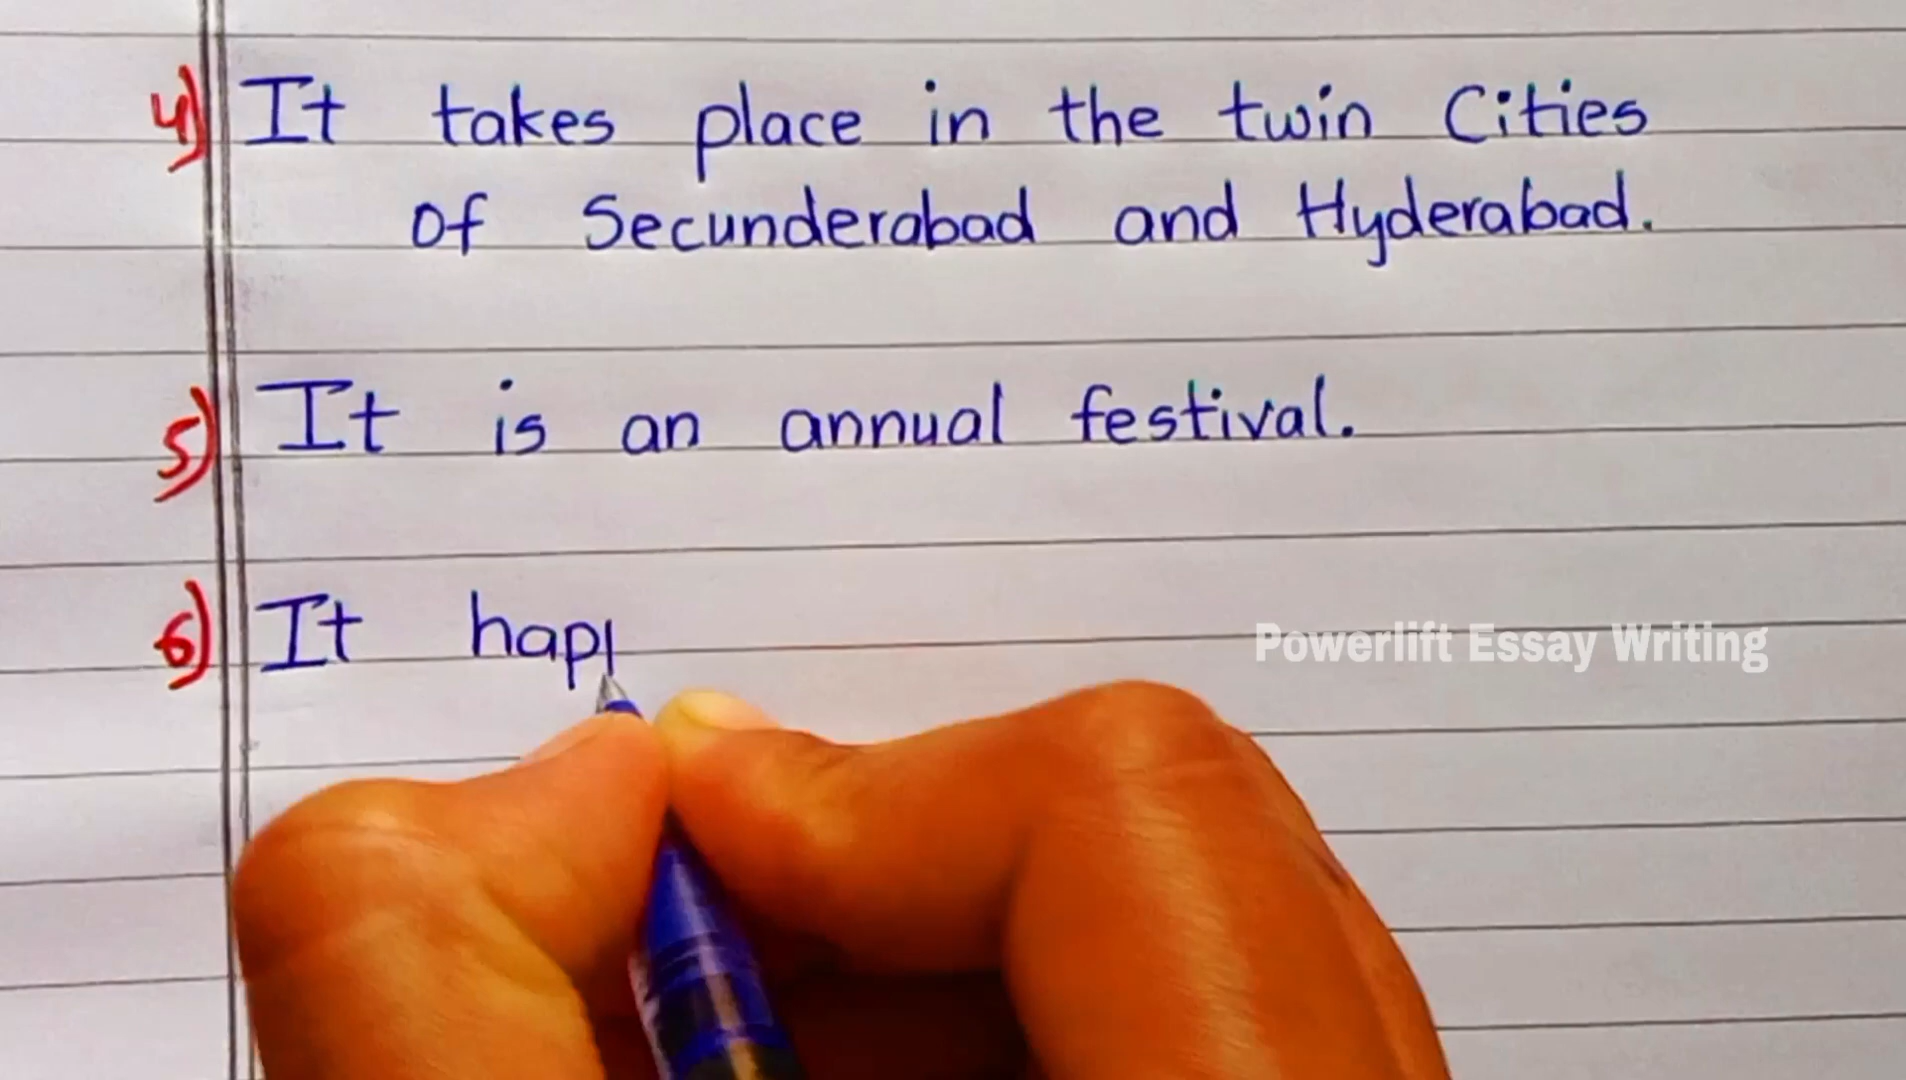 4) It takes place in the twin Cities
of Secunderabad and Hyderabad.
5) It is an annual festival.
6) It hap
Powerlift Essay Writing